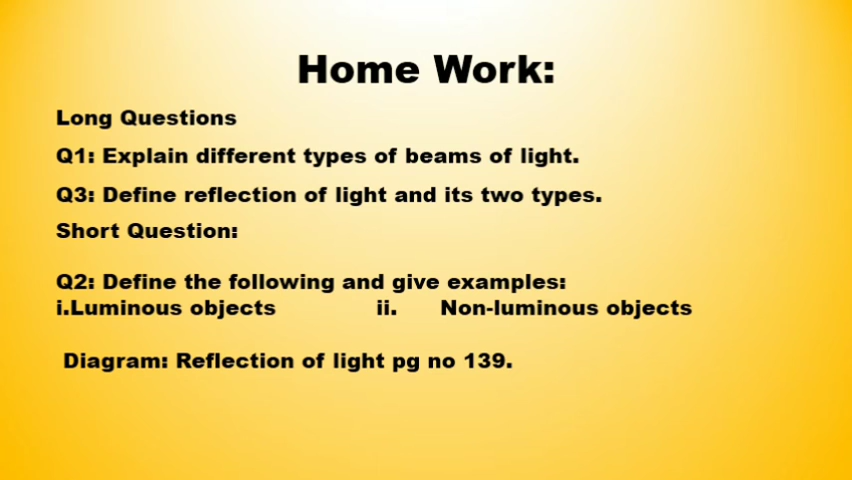 Home Work:
Long Questions
Q1: Explain different types of beams of light.
Q3: Define reflection of light and its two types.
Short Question:
Q2: Define the following and give examples:
i.Luminous objects ii. Non-luminous objects
Diagram: Reflection of light pg no 139.